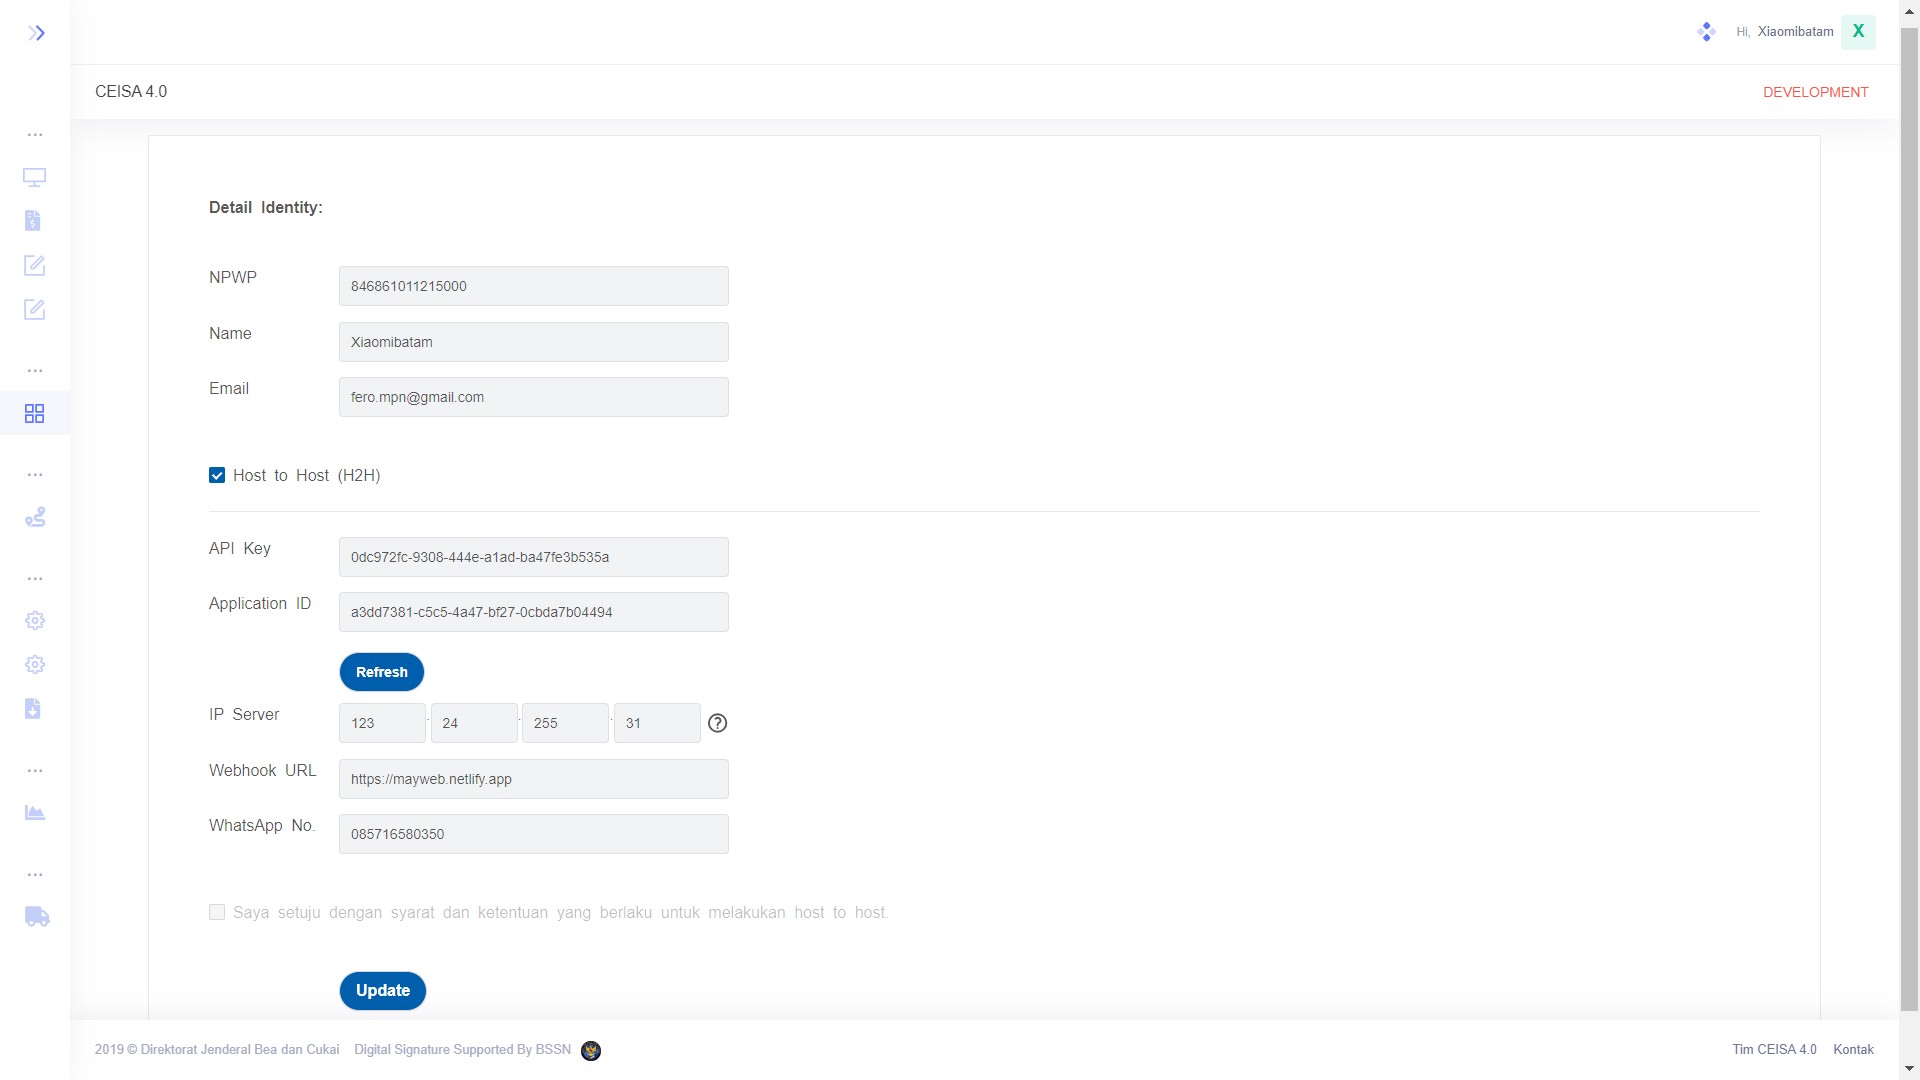 Hi, Xiaomibatam X
CEISA 4.0
DEVELOPMENT
Detail Identity:
NPWP
846861011215000
Name
Xiaomibatam
Email
fero.mpn@gmail.com
Host to Host (H2H)
API Key
0dc972fc-9308-444e-a1ad-ba47fe3b535a
Application ID
a3dd7381-c5c5-4a47-bf27-0cbda7b04494
Refresh
IP Server
123 . 24 . 255 . 31
Webhook URL
https://mayweb.netlify.app
WhatsApp No.
085716580350
Saya setuju dengan syarat dan ketentuan yang berlaku untuk melakukan host to host.
Update
2019 © Direktorat Jenderal Bea dan Cukai Digital Signature Supported By BSSN
Tim CEISA 4.0 Kontak